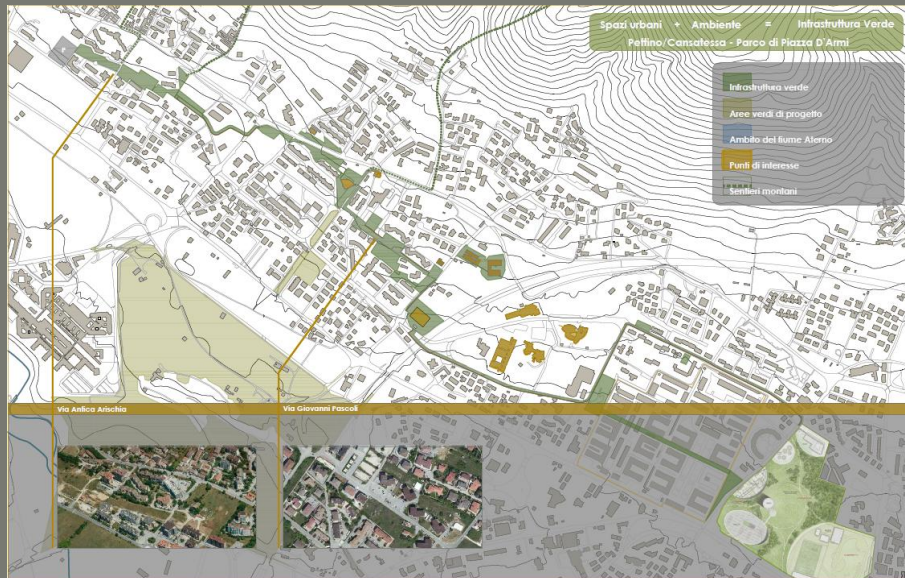 Spazi urbani + Ambiente = Infrastruttura Verde
Pettino/Cansatessa - Parco di Piazza D'Armi
Infrastruttura verde
Aree verdi di progetto
Ambito del fiume Aterno
Punti di interesse
Sentieri montani
Via Antica Arischia
Via Giovanni Pascoli